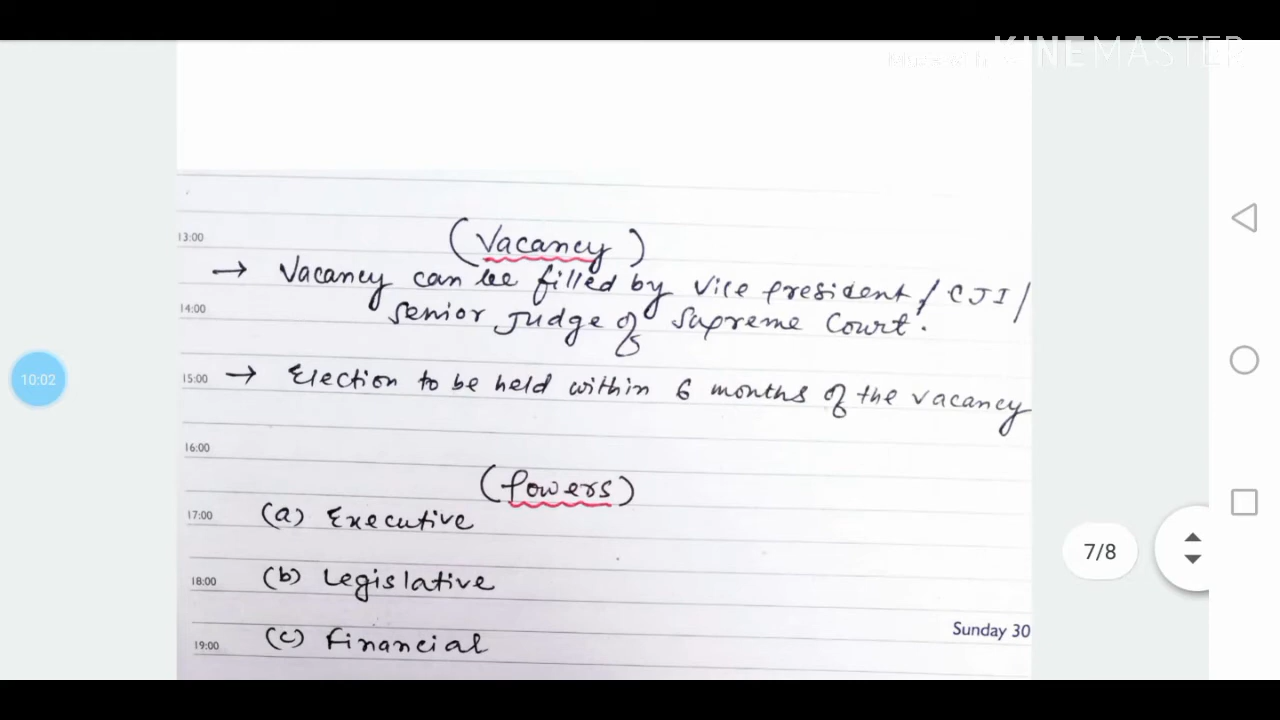 KINEMASTER
13:00
(Vacancy)
→ Vacancy can be filled by Vice president / CJI /
14:00
Senior Judge of Supreme Court.
10:02
15:00
→ Election to be held within 6 months of the vacancy
16:00
(Powers)
17:00
(a) Executive
7/8
18:00
(b) Legislative
Sunday 30
19:00
(c) Financial